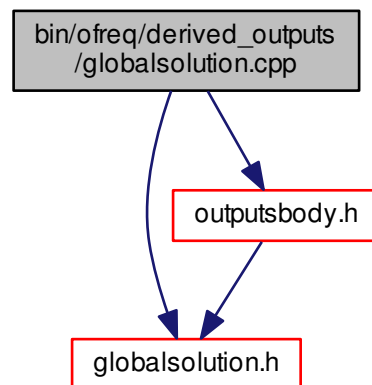 bin/ofreq/derived_outputs
/globalsolution.cpp
outputsbody.h
globalsolution.h